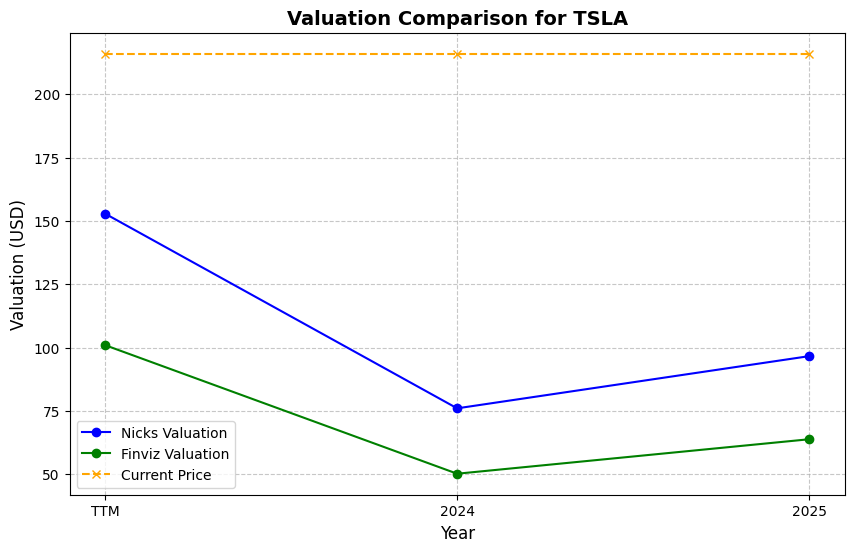 Valuation Comparison for TSLA
Valuation (USD)
200
175
150
125
100
75
50
Nicks Valuation
Finviz Valuation
Current Price
TTM 2024 2025
Year